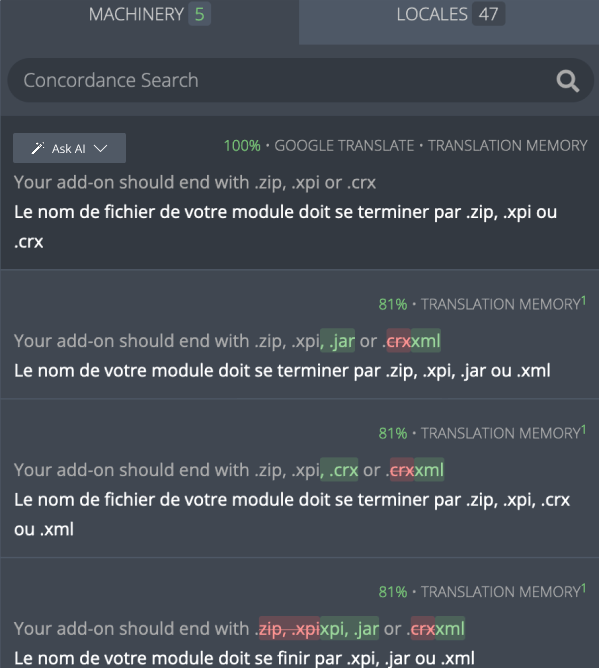 MACHINERY 5 LOCALES 47
Concordance Search
Ask AI 100% • GOOGLE TRANSLATE • TRANSLATION MEMORY
Your add-on should end with .zip, .xpi or .crx
Le nom de fichier de votre module doit se terminer par .zip, .xpi ou
.crx
81% • TRANSLATION MEMORY1
Your add-on should end with .zip, .xpi, .jar or .crxxml
Le nom de votre module doit se terminer par .zip, .xpi, .jar ou .xml
81% • TRANSLATION MEMORY1
Your add-on should end with .zip, .xpi, .crx or .crxxml
Le nom de fichier de votre module doit se terminer par .zip, .xpi, .crx
ou .xml
81% • TRANSLATION MEMORY1
Your add-on should end with .zip, .xpixpi, .jar or .crxxml
Le nom de votre module doit se finir par .xpi, .jar ou .xml